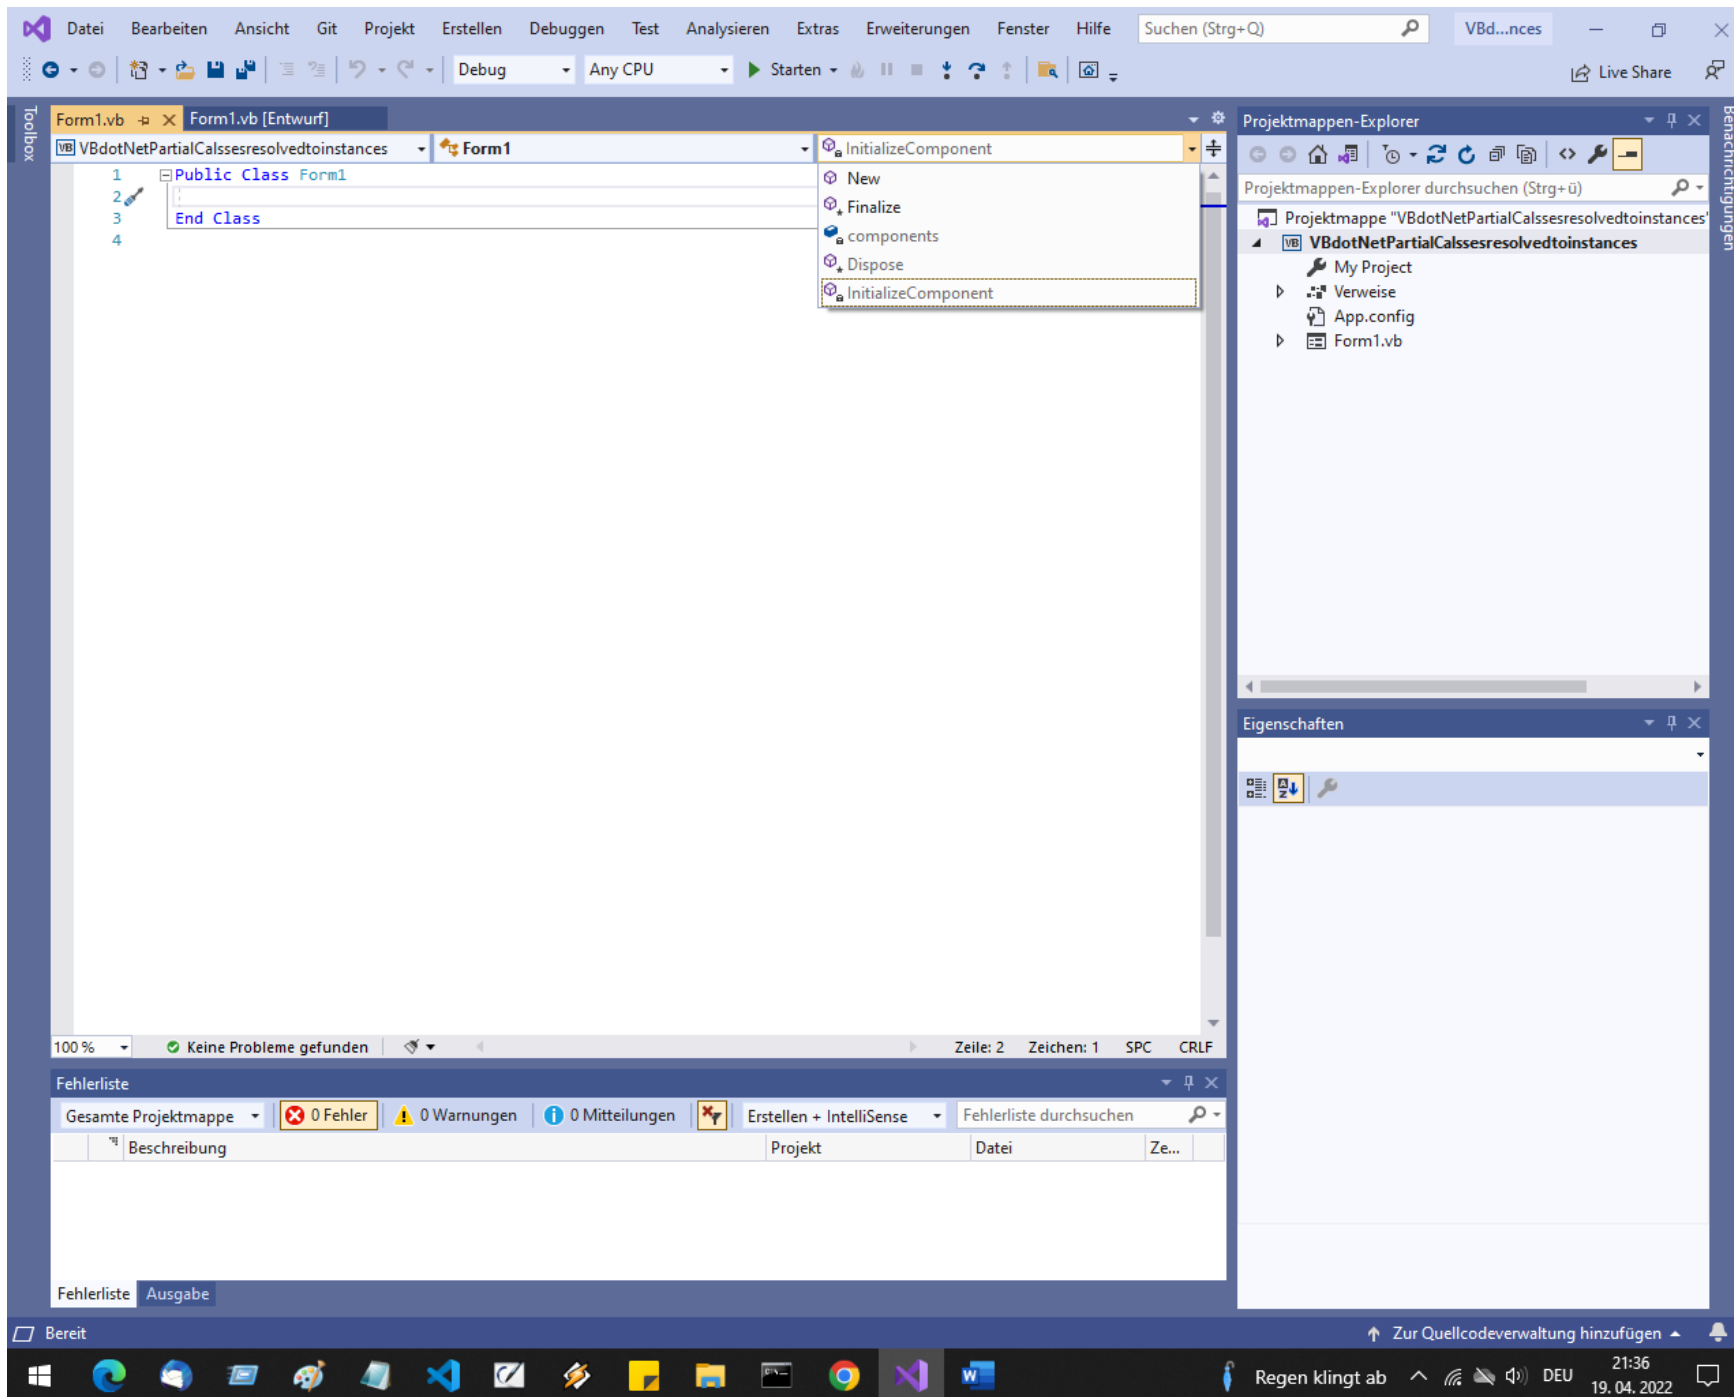 Datei Bearbeiten Ansicht Git Projekt Erstellen Debuggen Test Analysieren Extras Erweiterungen Fenster Hilfe Suchen (Strg+Q) VBd...nces
Debug Any CPU Starten Live Share
Toolbox
Form1.vb Form1.vb [Entwurf]
VBdotNetPartialCalssesresolvedtoinstances Form1 InitializeComponent
1 Public Class Form1
2
3 End Class
4
New
Finalize
components
Dispose
InitializeComponent
Projektmappen-Explorer
Projektmappen-Explorer durchsuchen (Strg+ü)
Projektmappe "VBdotNetPartialCalssesresolvedtoinstances"
VBdotNetPartialCalssesresolvedtoinstances
My Project
Verweise
App.config
Form1.vb
Benachrichtigungen
Eigenschaften
100 % Keine Probleme gefunden Zeile: 2 Zeichen: 1 SPC CRLF
Fehlerliste
Gesamte Projektmappe 0 Fehler 0 Warnungen 0 Mitteilungen Erstellen + IntelliSense Fehlerliste durchsuchen
Beschreibung Projekt Datei Ze...
Fehlerliste Ausgabe
Bereit Zur Quellcodeverwaltung hinzufügen
Regen klingt ab DEU 21:36
19.04.2022